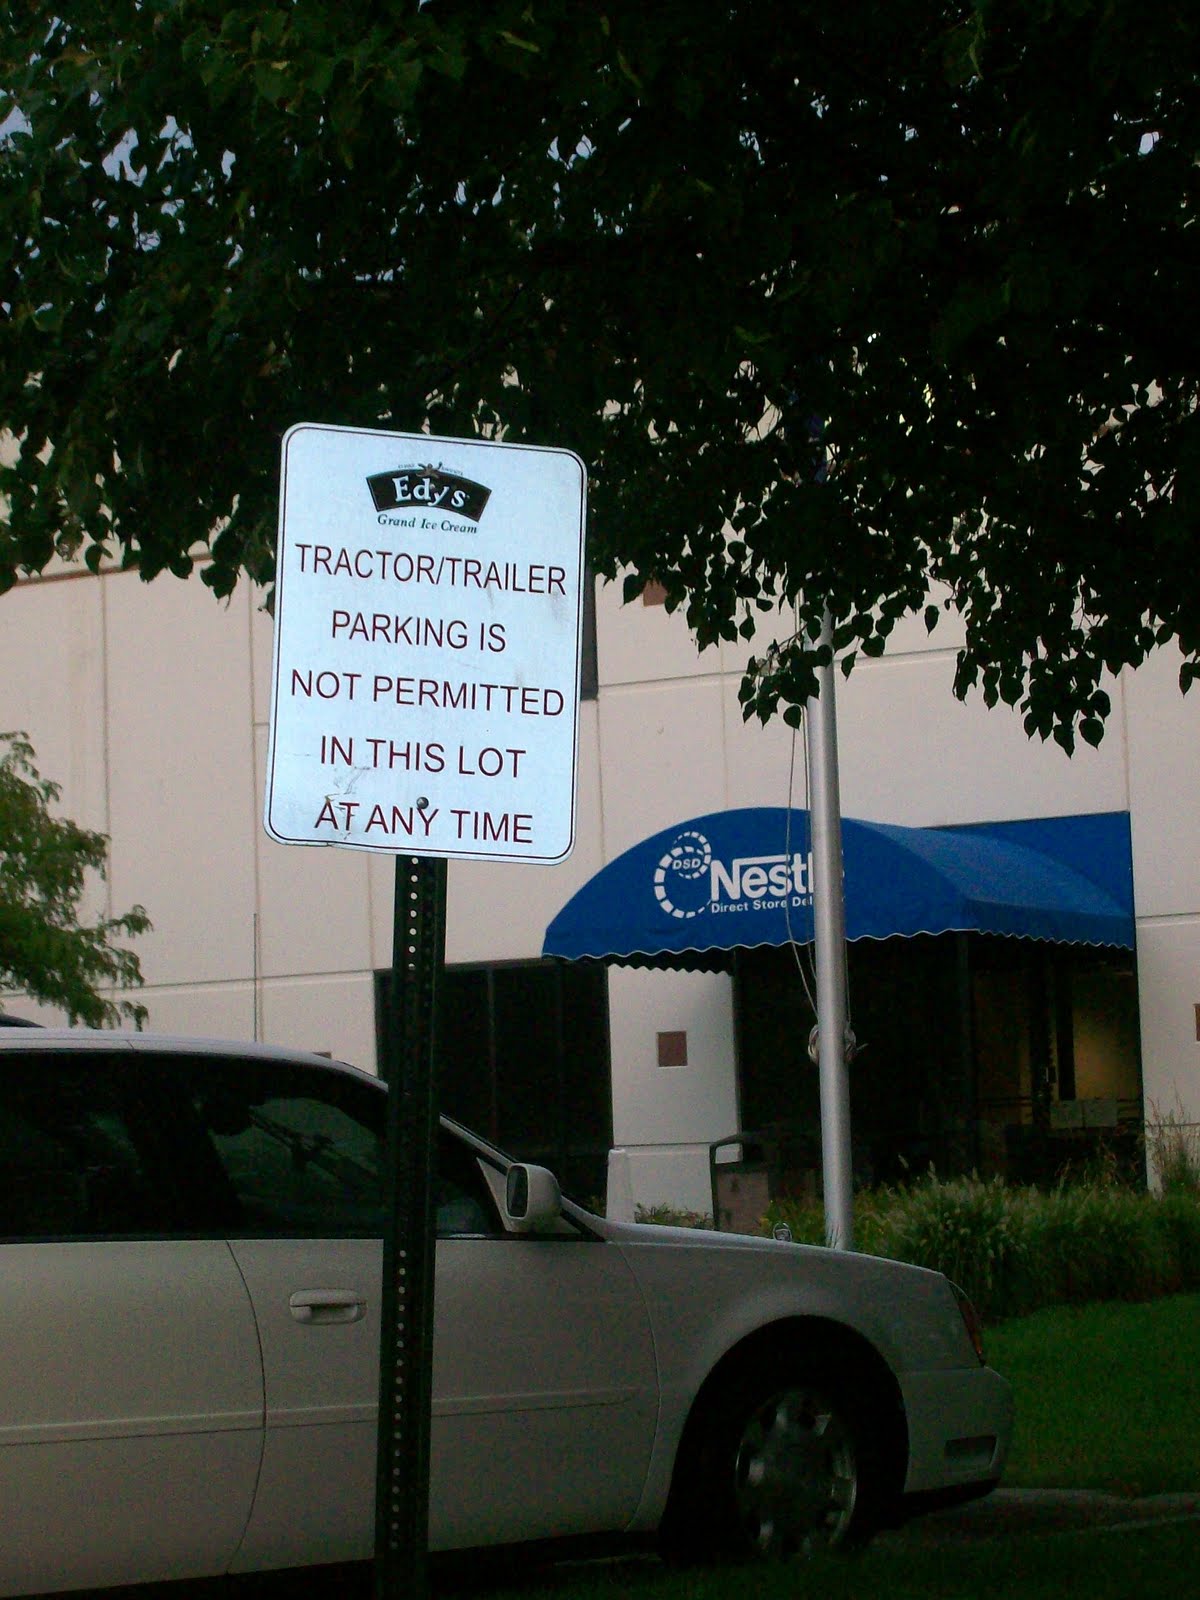 Edy's
Grand Ice Cream
TRACTOR/TRAILER
PARKING IS
NOT PERMITTED
IN THIS LOT
AT ANY TIME
DSD
Nestl
Direct Store Del